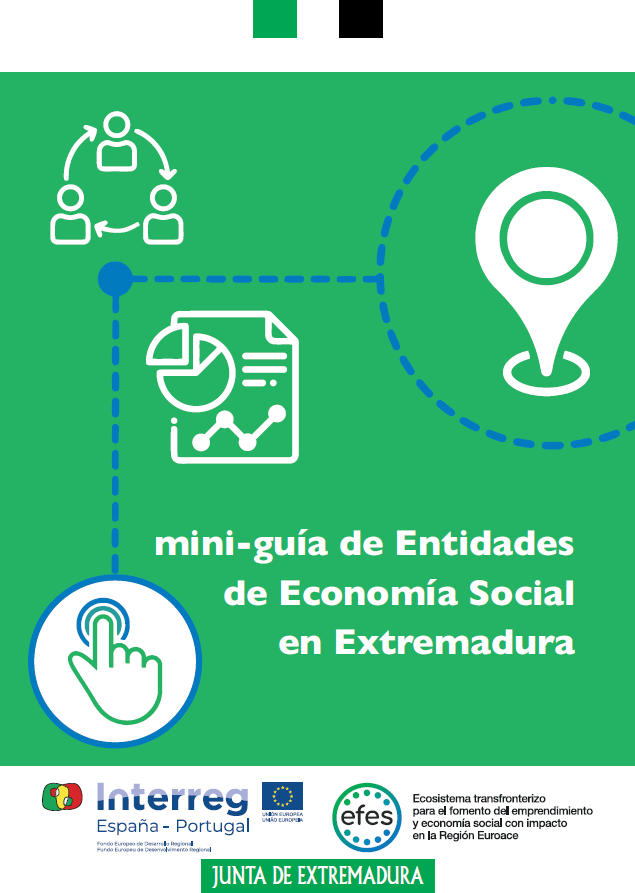 mini-guía de Entidades
de Economía Social
en Extremadura
Interreg
España - Portugal
Fondo Europeo de Desarrollo Regional
Fundo Europeu de Desenvolvimento Regional
UNIÓN EUROPEA
UNIÃO EUROPEIA
efes
Ecosistema transfronterizo
para el fomento del emprendimiento
y economía social con impacto
en la Región Euroace
JUNTA DE EXTREMADURA